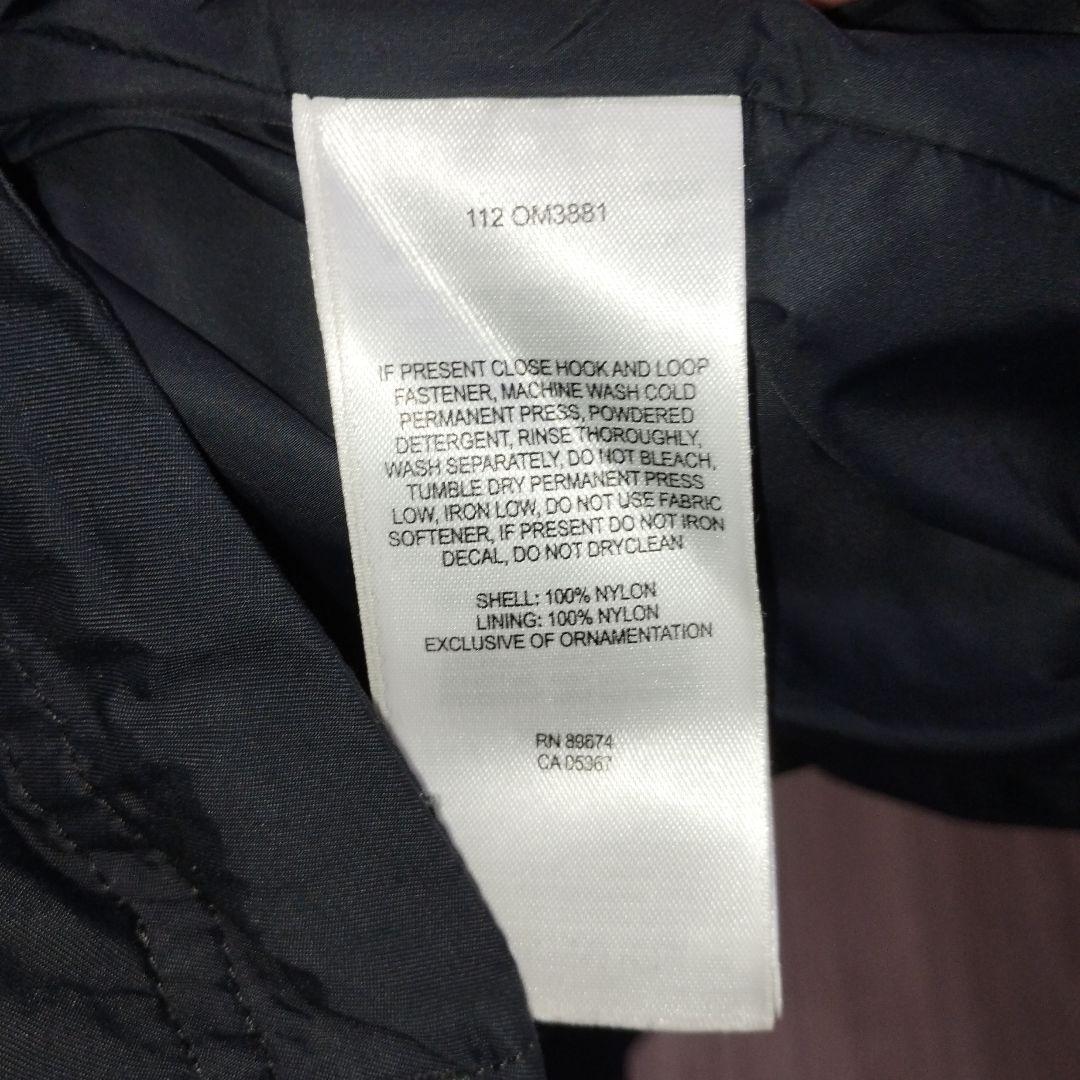 112 OM3881
IF PRESENT CLOSE HOOK AND LOOP
FASTENER, MACHINE WASH COLD
PERMANENT PRESS, POWDERED
DETERGENT, RINSE THOROUGHLY,
WASH SEPARATELY, DO NOT BLEACH,
TUMBLE DRY PERMANENT PRESS
LOW, IRON LOW, DO NOT USE FABRIC
SOFTENER, IF PRESENT DO NOT IRON
DECAL, DO NOT DRYCLEAN
SHELL: 100% NYLON
LINING: 100% NYLON
EXCLUSIVE OF ORNAMENTATION
RN 89674
CA 05367